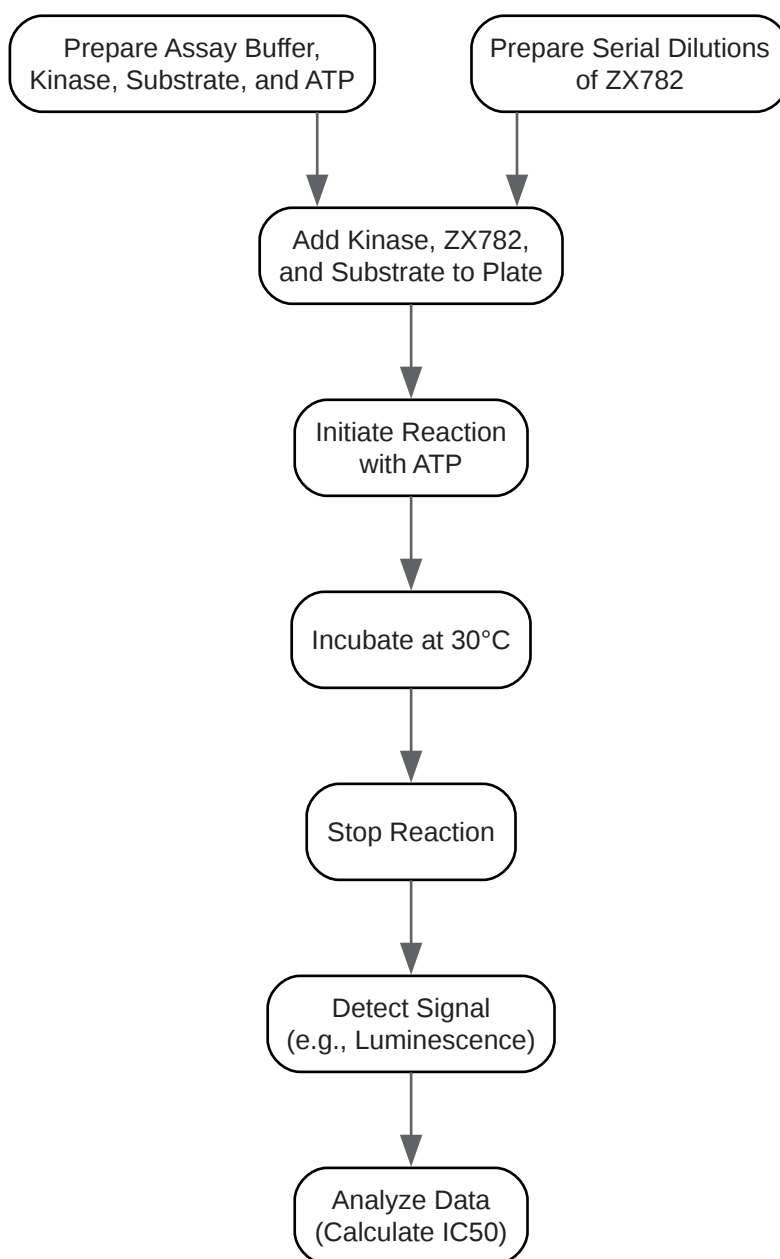 Prepare Assay Buffer,
Kinase, Substrate, and ATP
Prepare Serial Dilutions
of ZX782
Add Kinase, ZX782,
and Substrate to Plate
Initiate Reaction
with ATP
Incubate at 30°C
Stop Reaction
Detect Signal
(e.g., Luminescence)
Analyze Data
(Calculate IC50)